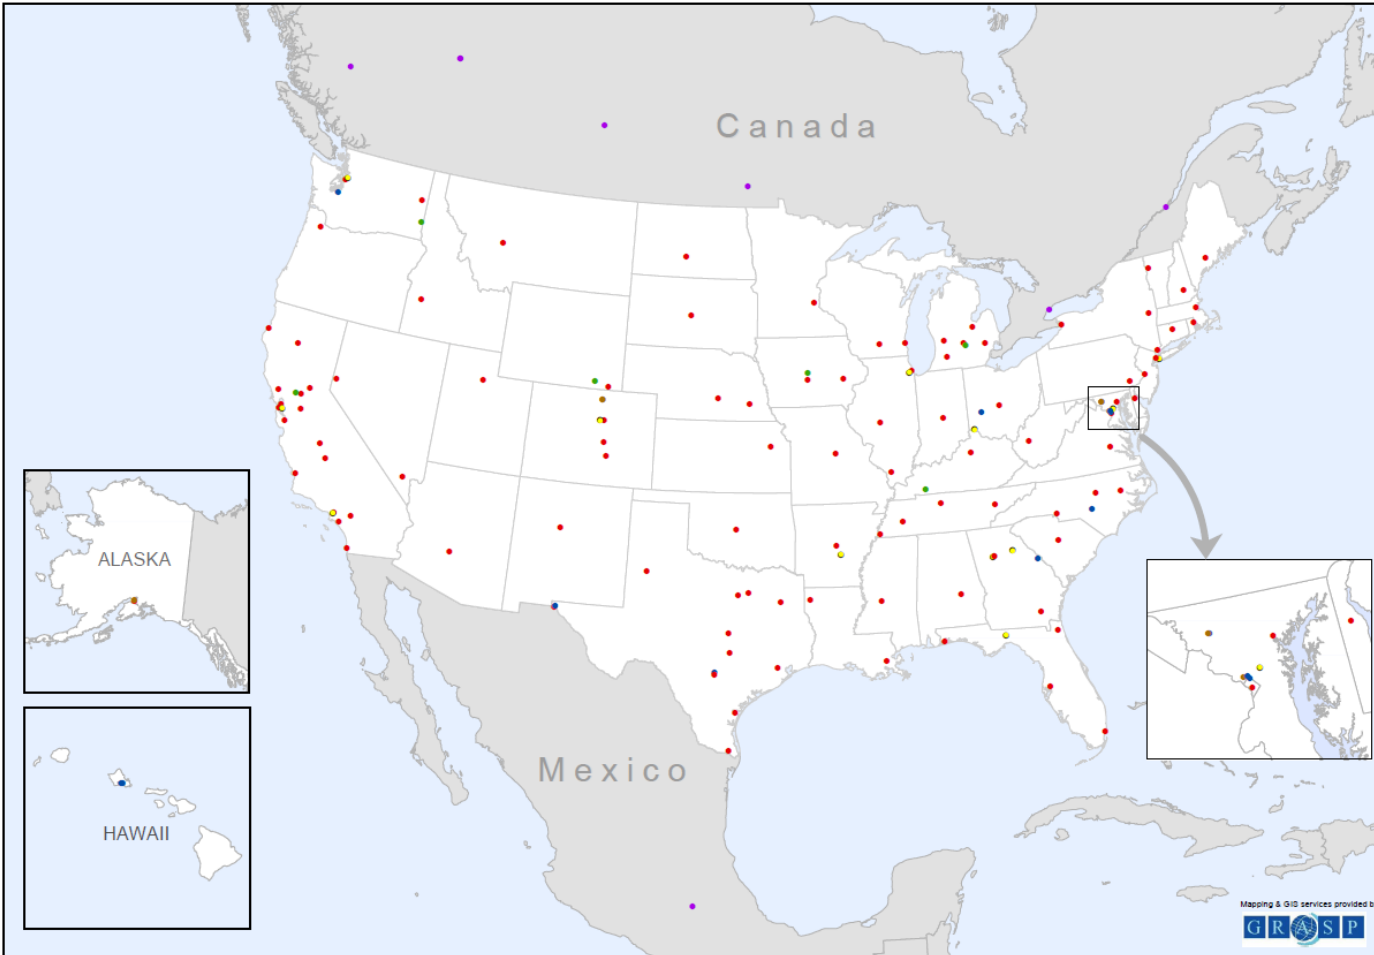 Canada
ALASKA
Mexico
HAWAII
Mapping & GIS services provided b
GRASP